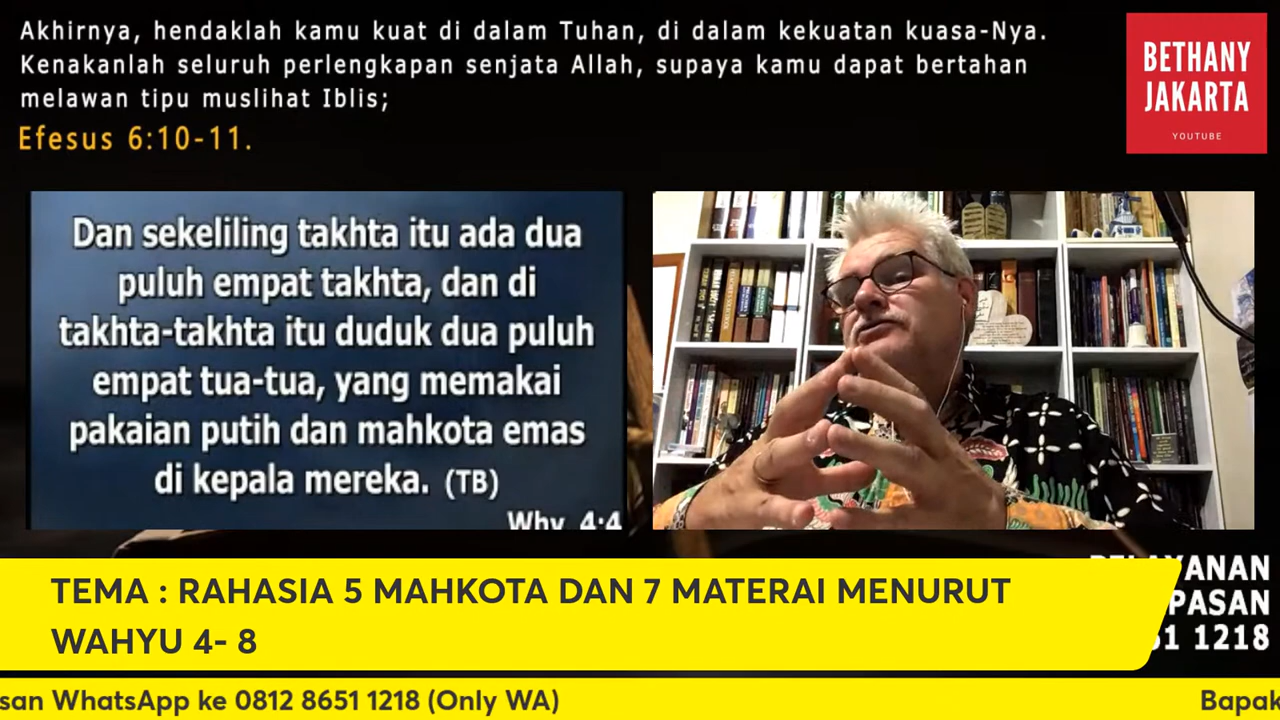 Akhirnya, hendaklah kamu kuat di dalam Tuhan, di dalam kekuatan kuasa-Nya.
Kenakanlah seluruh perlengkapan senjata Allah, supaya kamu dapat bertahan
melawan tipu muslihat Iblis;
Efesus 6:10-11.
BETHANY
JAKARTA
YOUTUBE
Dan sekeliling takhta itu ada dua
puluh empat takhta, dan di
takhta-takhta itu duduk dua puluh
empat tua-tua, yang memakai
pakaian putih dan mahkota emas
di kepala mereka. (TB)
Why 4:4
TEMA : RAHASIA 5 MAHKOTA DAN 7 MATERAI MENURUT
WAHYU 4- 8
1218
san WhatsApp ke 0812 8651 1218 (Only WA)
Bapak